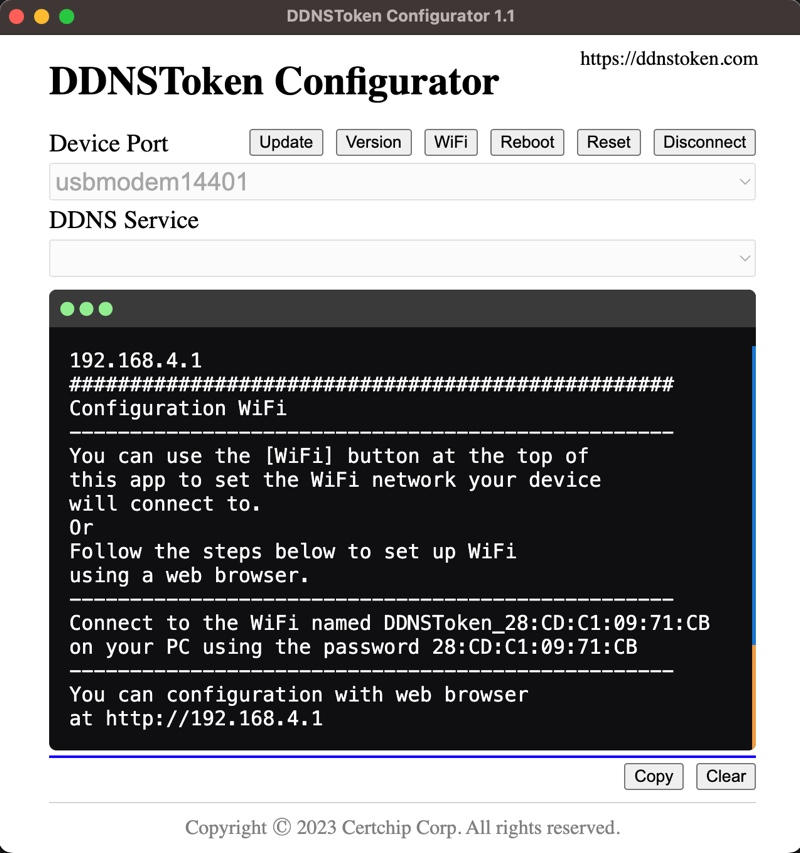 DDNSToken Configurator 1.1
https://ddnstoken.com
DDNSToken Configurator
Device Port
Update Version WiFi Reboot Reset Disconnect
usbmodem14401
DDNS Service
192.168.4.1
##################################################
Configuration WiFi
--------------------------------------------------
You can use the [WiFi] button at the top of
this app to set the WiFi network your device
will connect to.
Or
Follow the steps below to set up WiFi
using a web browser.
--------------------------------------------------
Connect to the WiFi named DDNSToken_28:CD:C1:09:71:CB
on your PC using the password 28:CD:C1:09:71:CB
--------------------------------------------------
You can configuration with web browser
at http://192.168.4.1
Copy Clear
Copyright © 2023 Certchip Corp. All rights reserved.